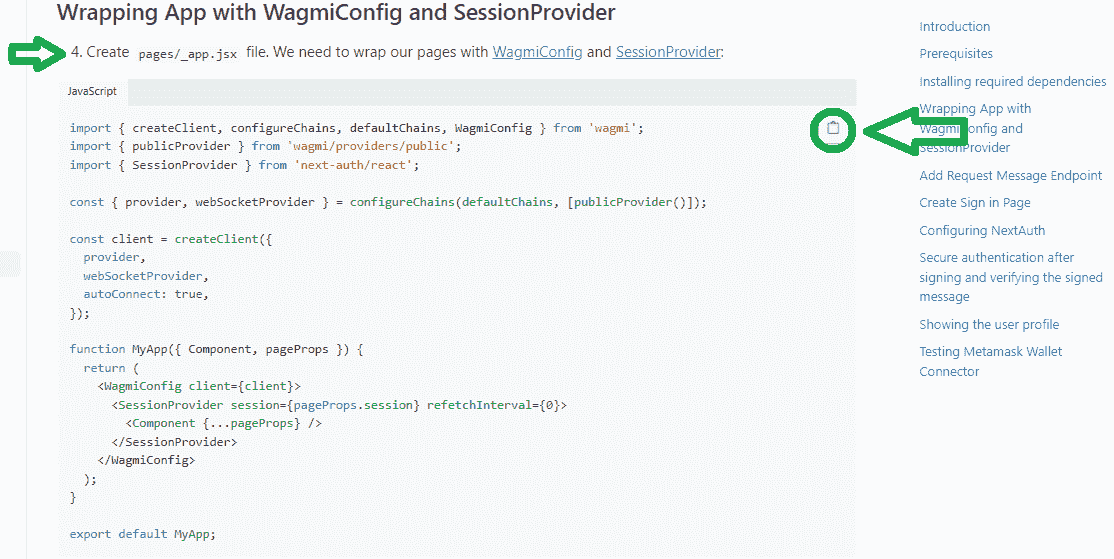 Wrapping App with WagmiConfig and SessionProvider
4. Create pages/_app.jsx file. We need to wrap our pages with WagmiConfig and SessionProvider:
JavaScript
import { createClient, configureChains, defaultChains, WagmiConfig } from 'wagmi';
import { publicProvider } from 'wagmi/providers/public';
import { SessionProvider } from 'next-auth/react';
const { provider, webSocketProvider } = configureChains(defaultChains, [publicProvider()]);
const client = createClient({
  provider,
  webSocketProvider,
  autoConnect: true,
});
function MyApp({ Component, pageProps }) {
  return (
    <WagmiConfig client={client}>
      <SessionProvider session={pageProps.session} refetchInterval={0}>
        <Component {...pageProps} />
      </SessionProvider>
    </WagmiConfig>
  );
}
export default MyApp;
Introduction
Prerequisites
Installing required dependencies
Wrapping App with
WagmiConfig and
SessionProvider
Add Request Message Endpoint
Create Sign in Page
Configuring NextAuth
Secure authentication after
signing and verifying the signed
message
Showing the user profile
Testing Metamask Wallet
Connector